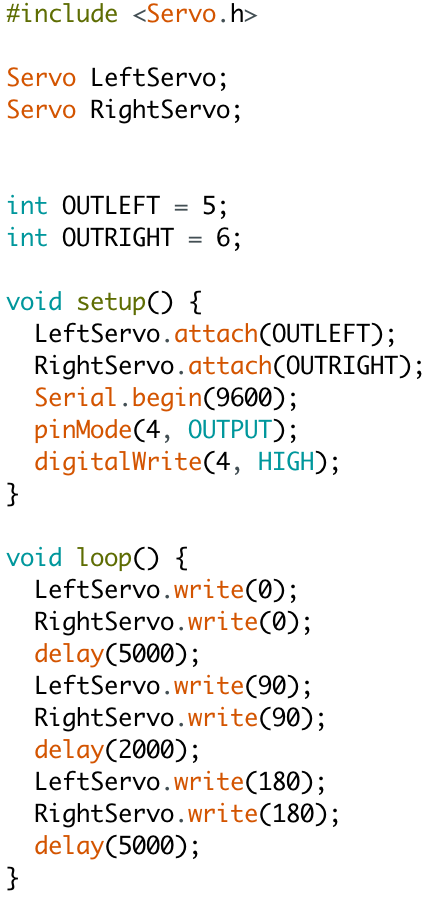 #include <Servo.h>
Servo LeftServo;
Servo RightServo;
int OUTLEFT = 5;
int OUTRIGHT = 6;
void setup() {
  LeftServo.attach(OUTLEFT);
  RightServo.attach(OUTRIGHT);
  Serial.begin(9600);
  pinMode(4, OUTPUT);
  digitalWrite(4, HIGH);
}
void loop() {
  LeftServo.write(0);
  RightServo.write(0);
  delay(5000);
  LeftServo.write(90);
  RightServo.write(90);
  delay(2000);
  LeftServo.write(180);
  RightServo.write(180);
  delay(5000);
}